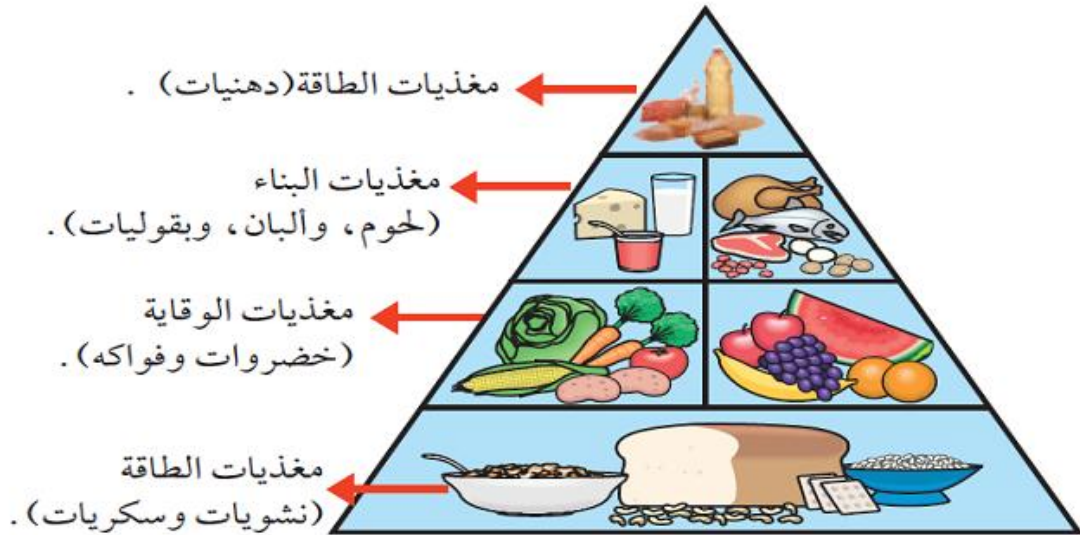 مغذيات الطاقة(دهنيات) .
مغذيات البناء
(لحوم، وألبان، وبقوليات).
مغذيات الوقاية
(خضروات وفواكه).
مغذيات الطاقة
(نشويات وسكريات).